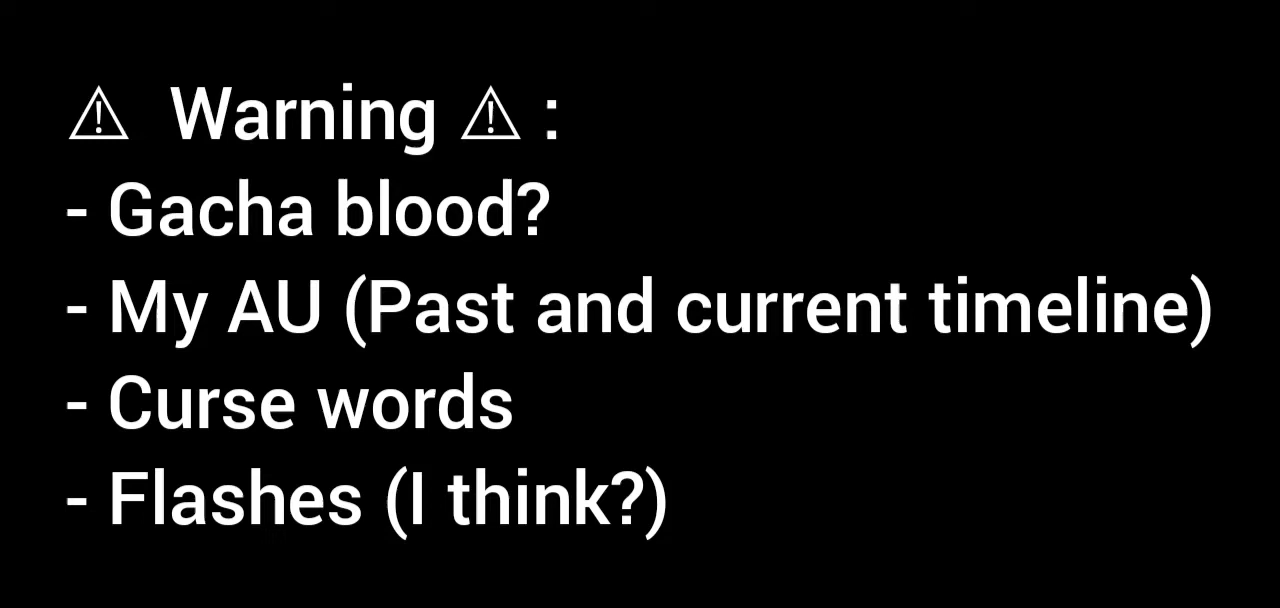 ⚠ Warning ⚠ :
- Gacha blood?
- My AU (Past and current timeline)
- Curse words
- Flashes (I think?)